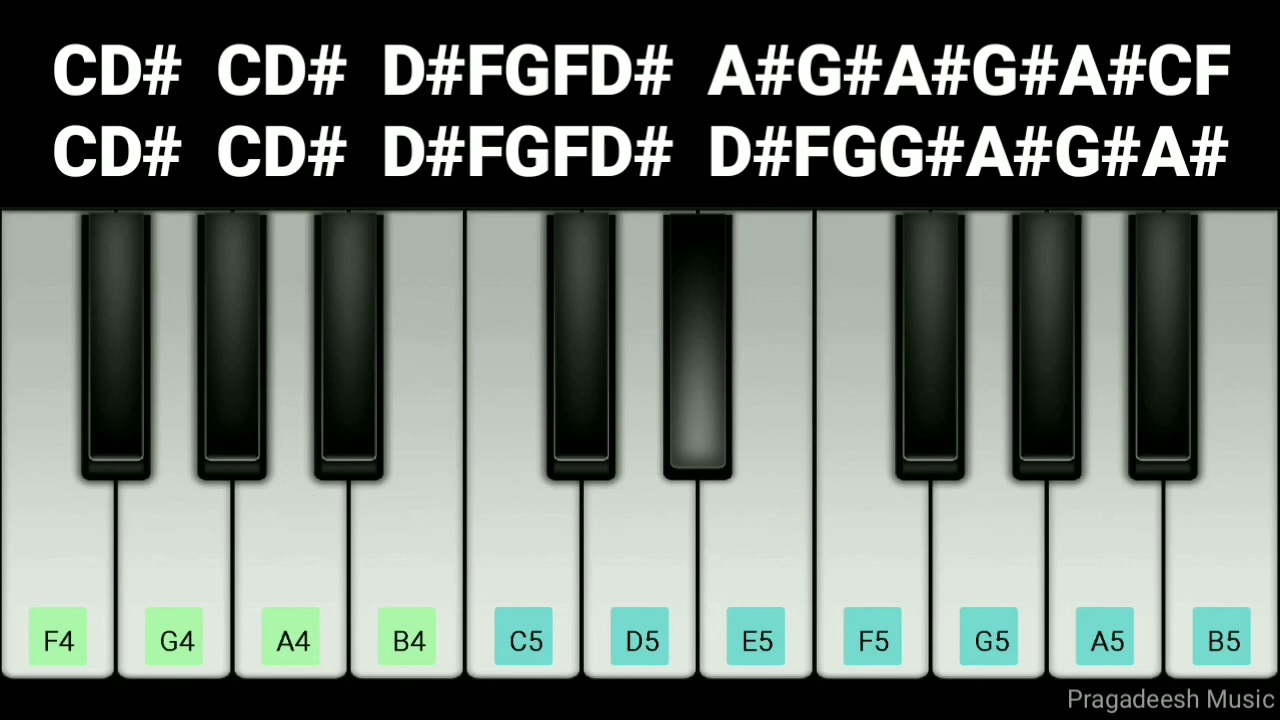 CD# CD# D#FGFD# A#G#A#G#A#CF
CD# CD# D#FGFD# D#FGG#A#G#A#
F4 G4 A4 B4 C5 D5 E5 F5 G5 A5 B5
Pragadeesh Music